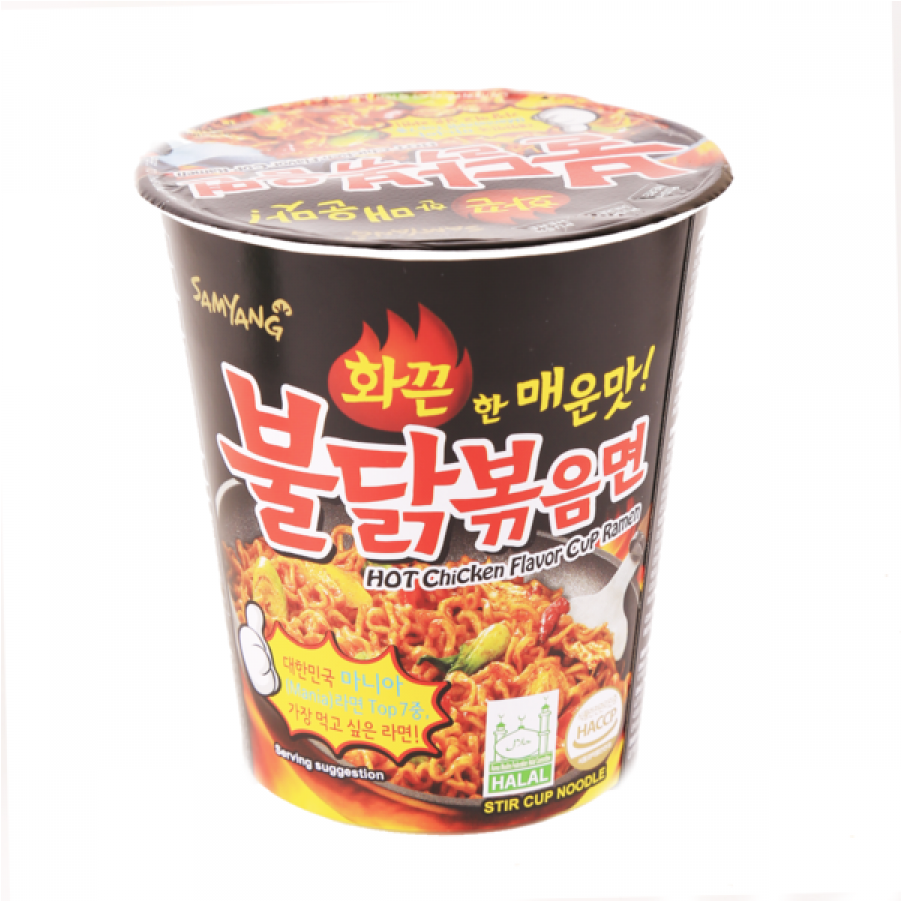 SAMYANG
화끈한 매운맛!
불닭볶음면
HOT Chicken Flavor Cup Ramen
대한민국 마니아
(Mania)라면 Top7중,
가장 먹고 싶은 라면!
Serving suggestion
HALAL
HACCP
STIR CUP NOODLE